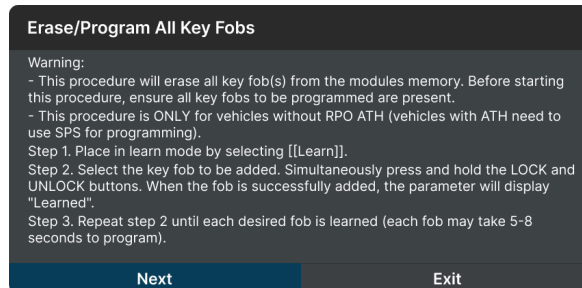 Erase/Program All Key Fobs
Warning:
- This procedure will erase all key fob(s) from the modules memory. Before starting
this procedure, ensure all key fobs to be programmed are present.
- This procedure is ONLY for vehicles without RPO ATH (vehicles with ATH need to
use SPS for programming).
Step 1. Place in learn mode by selecting [[Learn]].
Step 2. Select the key fob to be added. Simultaneously press and hold the LOCK and
UNLOCK buttons. When the fob is successfully added, the parameter will display
"Learned".
Step 3. Repeat step 2 until each desired fob is learned (each fob may take 5-8
seconds to program).
Next
Exit